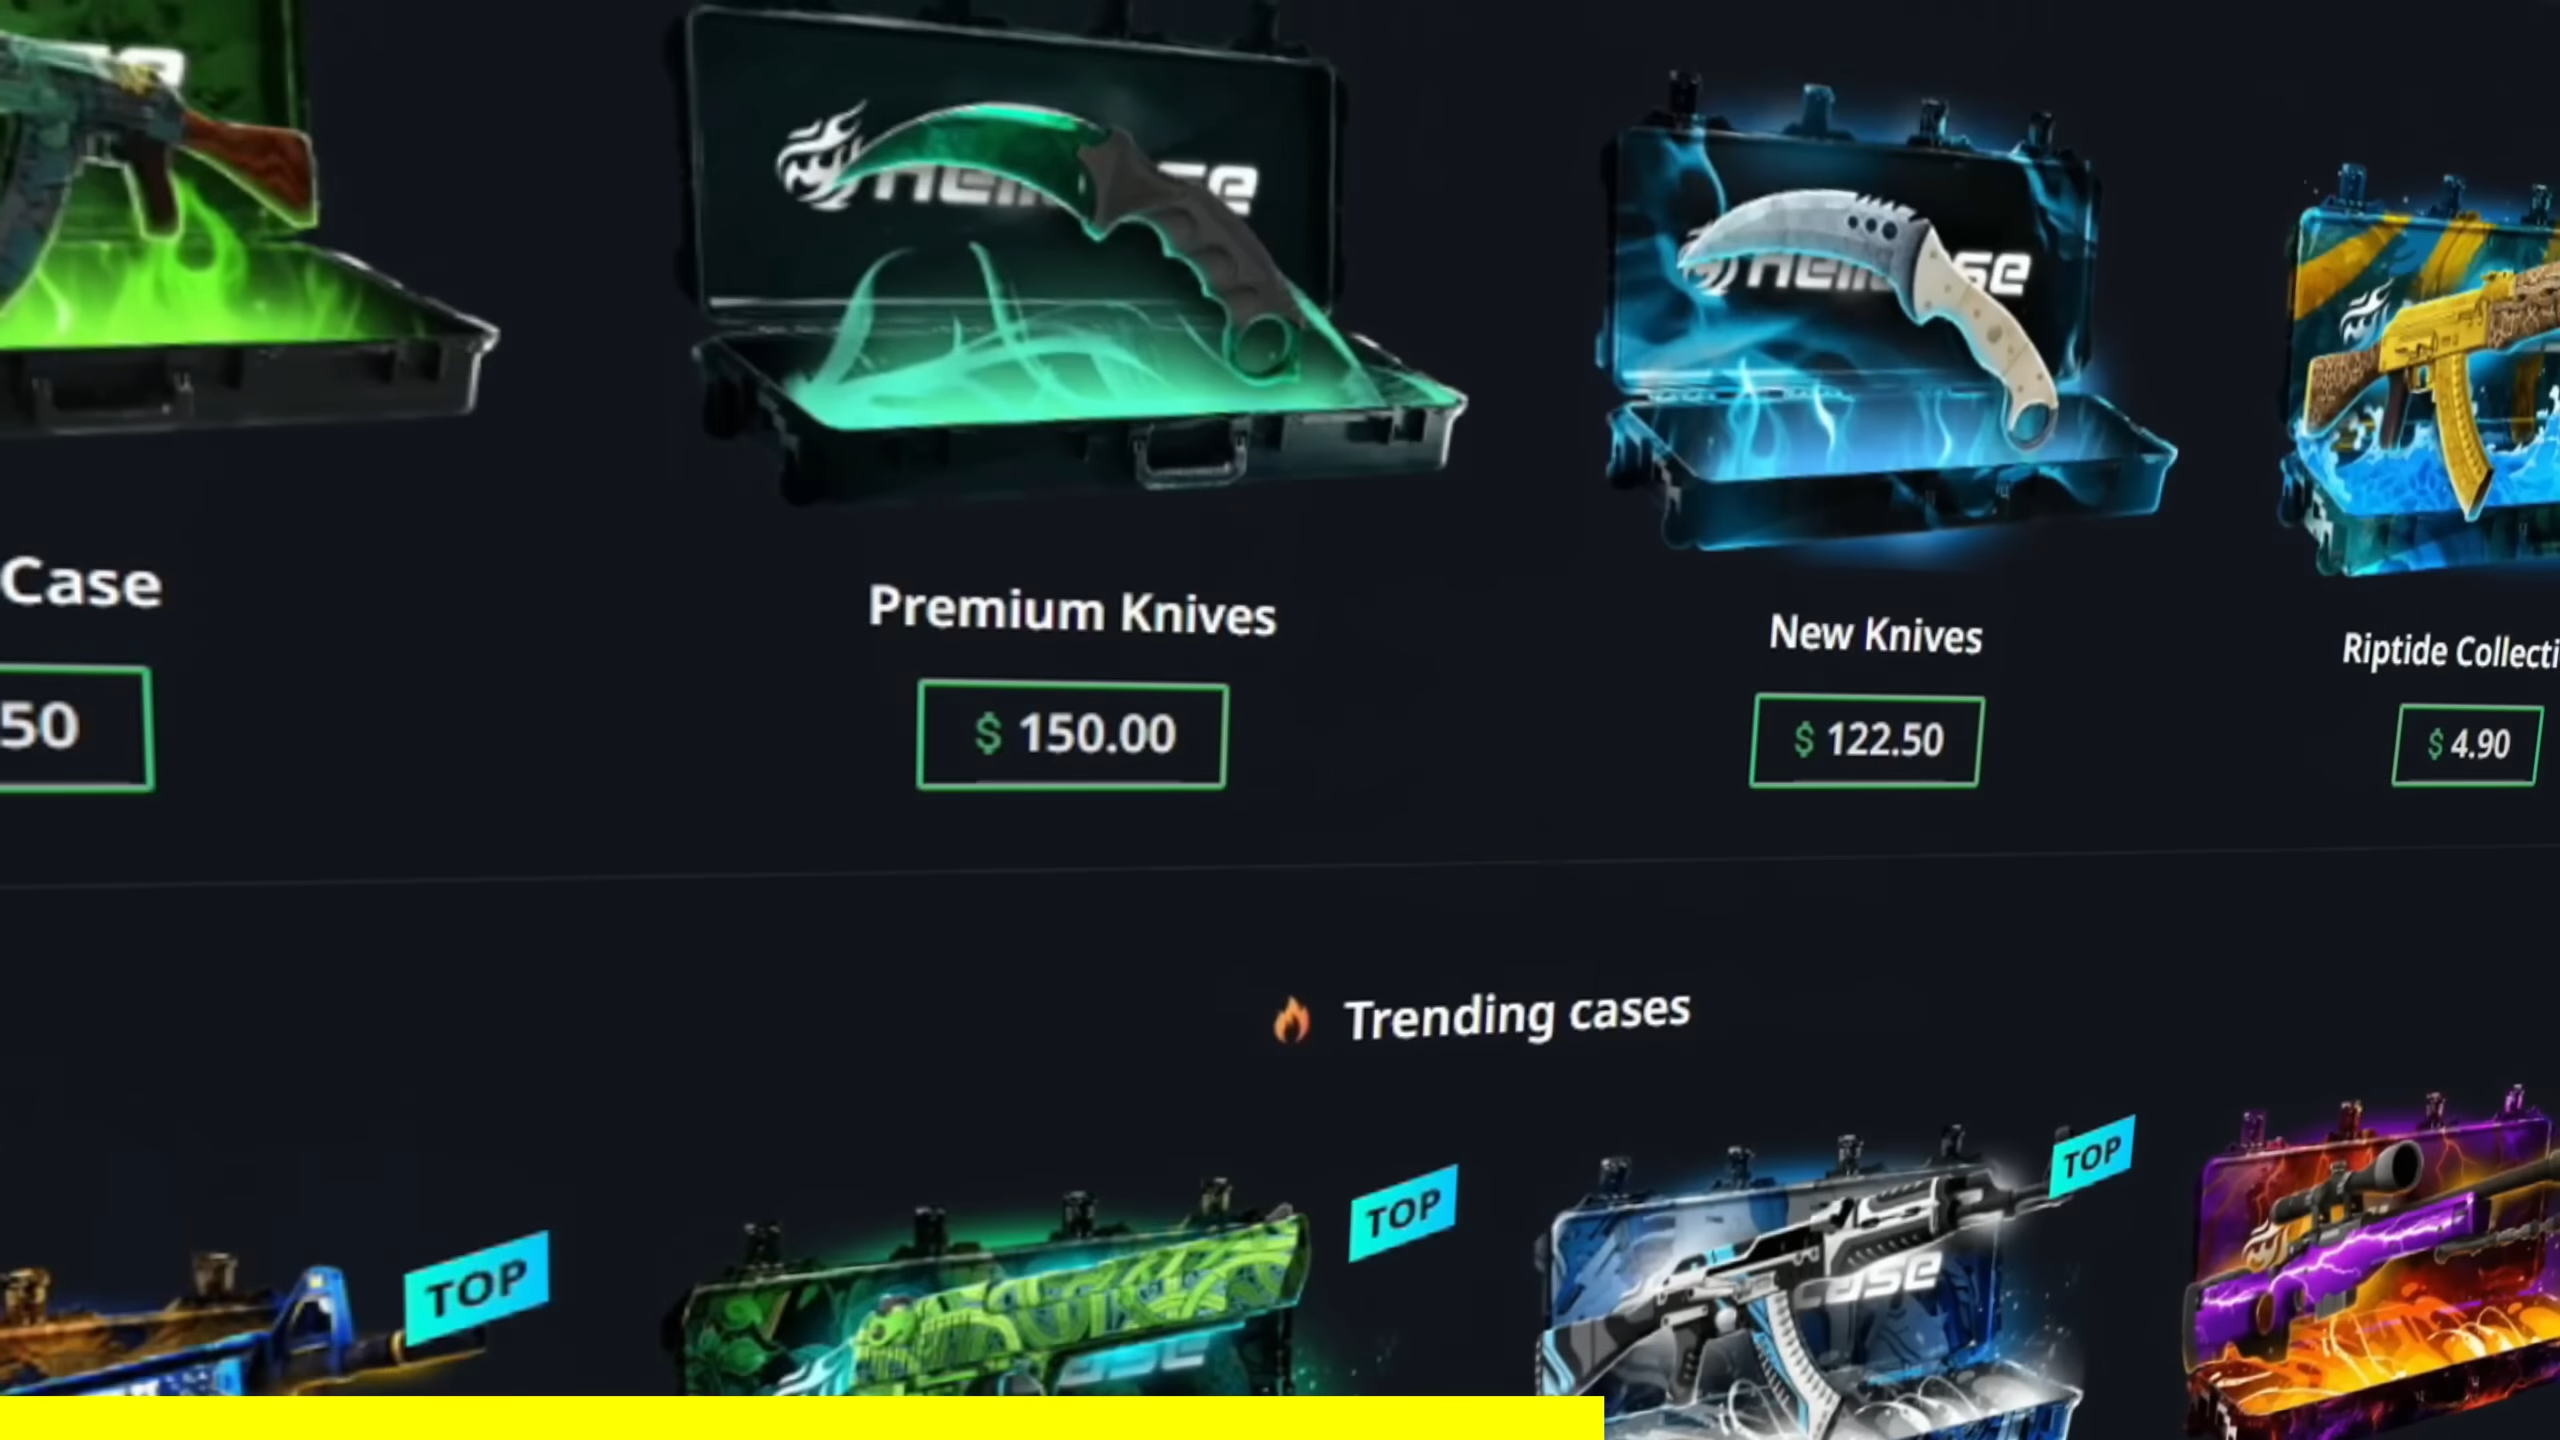 Case
50
Premium Knives
$ 150.00
New Knives
$ 122.50
Riptide Collecti
$ 4.90
Trending cases
TOP
TOP
TOP
case